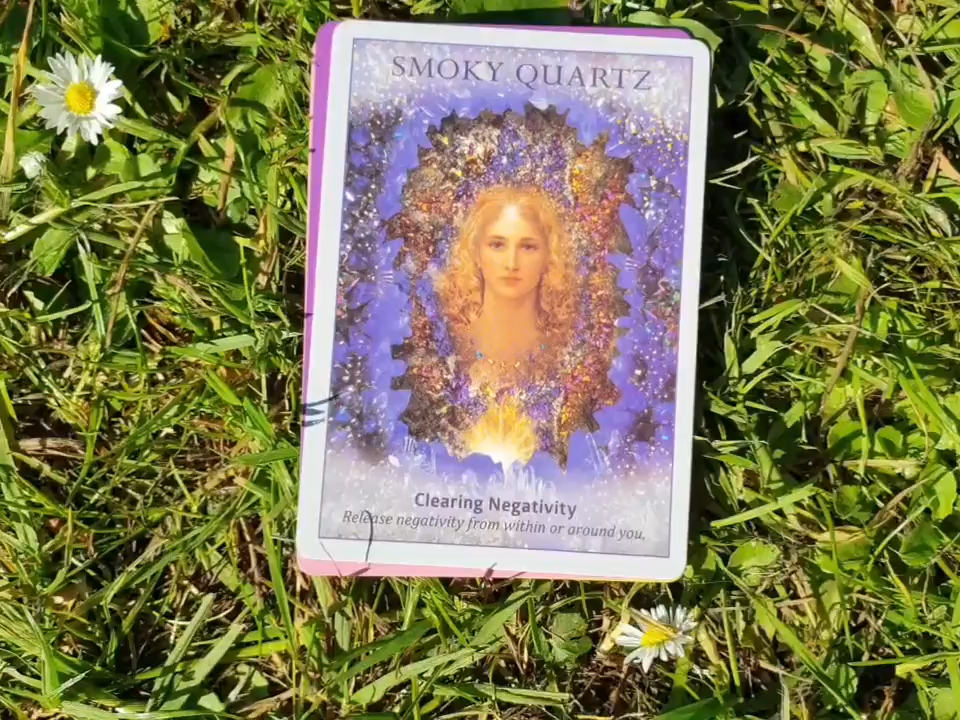 SMOKY QUARTZ
Clearing Negativity
Release negativity from within or around you.